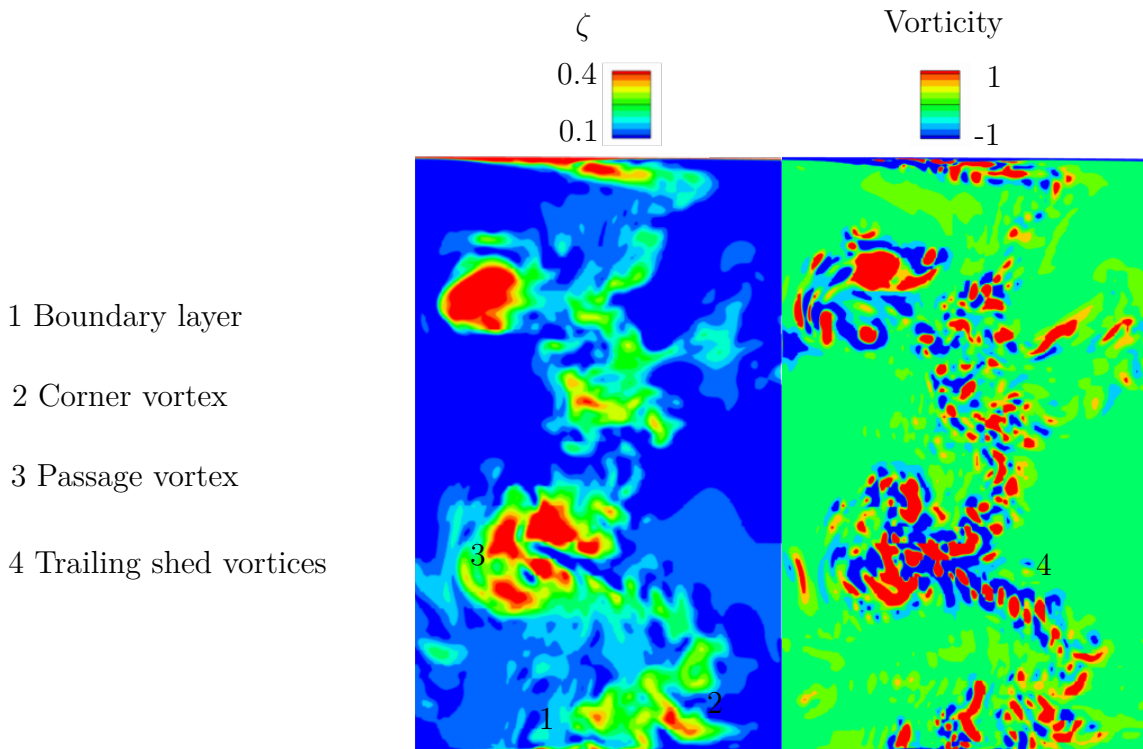 ζ
Vorticity
0.4
0.1
1
-1
1 Boundary layer
2 Corner vortex
3 Passage vortex
4 Trailing shed vortices
3
4
2
1